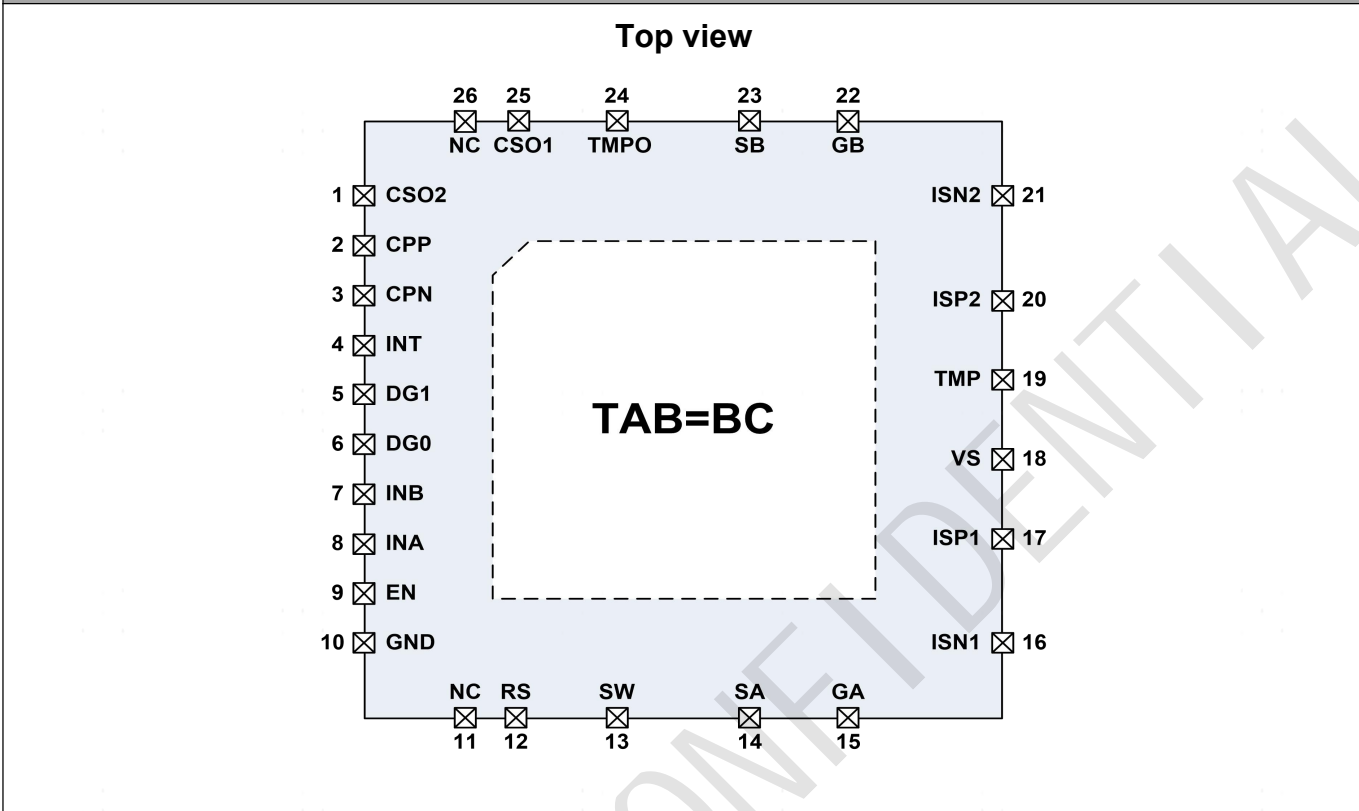 Top view
26 25 24 23 22
NC CSO1 TMPO SB GB
1 CSO2
ISN2 21
2 CPP
3 CPN
ISP2 20
4 INT
TMP 19
5 DG1
TAB=BC
6 DG0
VS 18
7 INB
8 INA
ISP1 17
9 EN
10 GND
ISN1 16
NC RS SW SA GA
11 12 13 14 15
CONFIDENTIAL